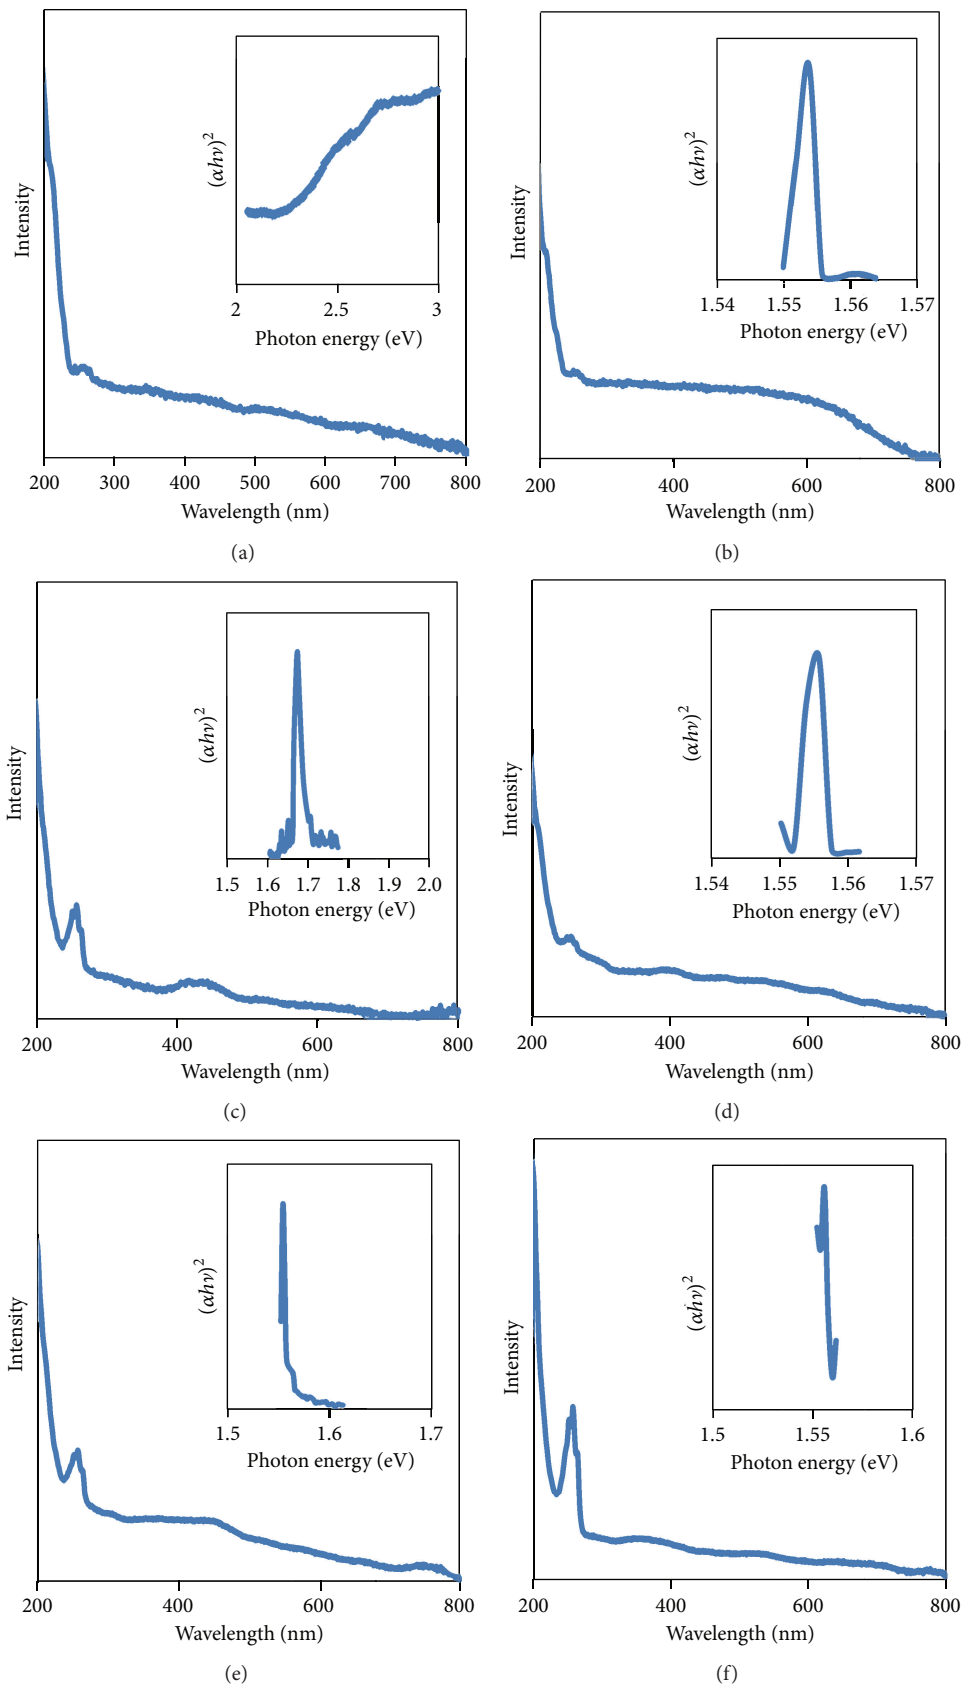 Intensity
(αhν)²
2 2.5 3
Photon energy (eV)
200 300 400 500 600 700 800
Wavelength (nm)
(a)
Intensity
(αhν)²
1.54 1.55 1.56 1.57
Photon energy (eV)
200 400 600 800
Wavelength (nm)
(b)
Intensity
(αhν)²
1.5 1.6 1.7 1.8 1.9 2.0
Photon energy (eV)
200 400 600 800
Wavelength (nm)
(c)
Intensity
(αhν)²
1.54 1.55 1.56 1.57
Photon energy (eV)
200 400 600 800
Wavelength (nm)
(d)
Intensity
(αhν)²
1.5 1.6 1.7
Photon energy (eV)
200 400 600 800
Wavelength (nm)
(e)
Intensity
(αhν)²
1.5 1.56 1.6
Photon energy (eV)
200 400 600 800
Wavelength (nm)
(f)